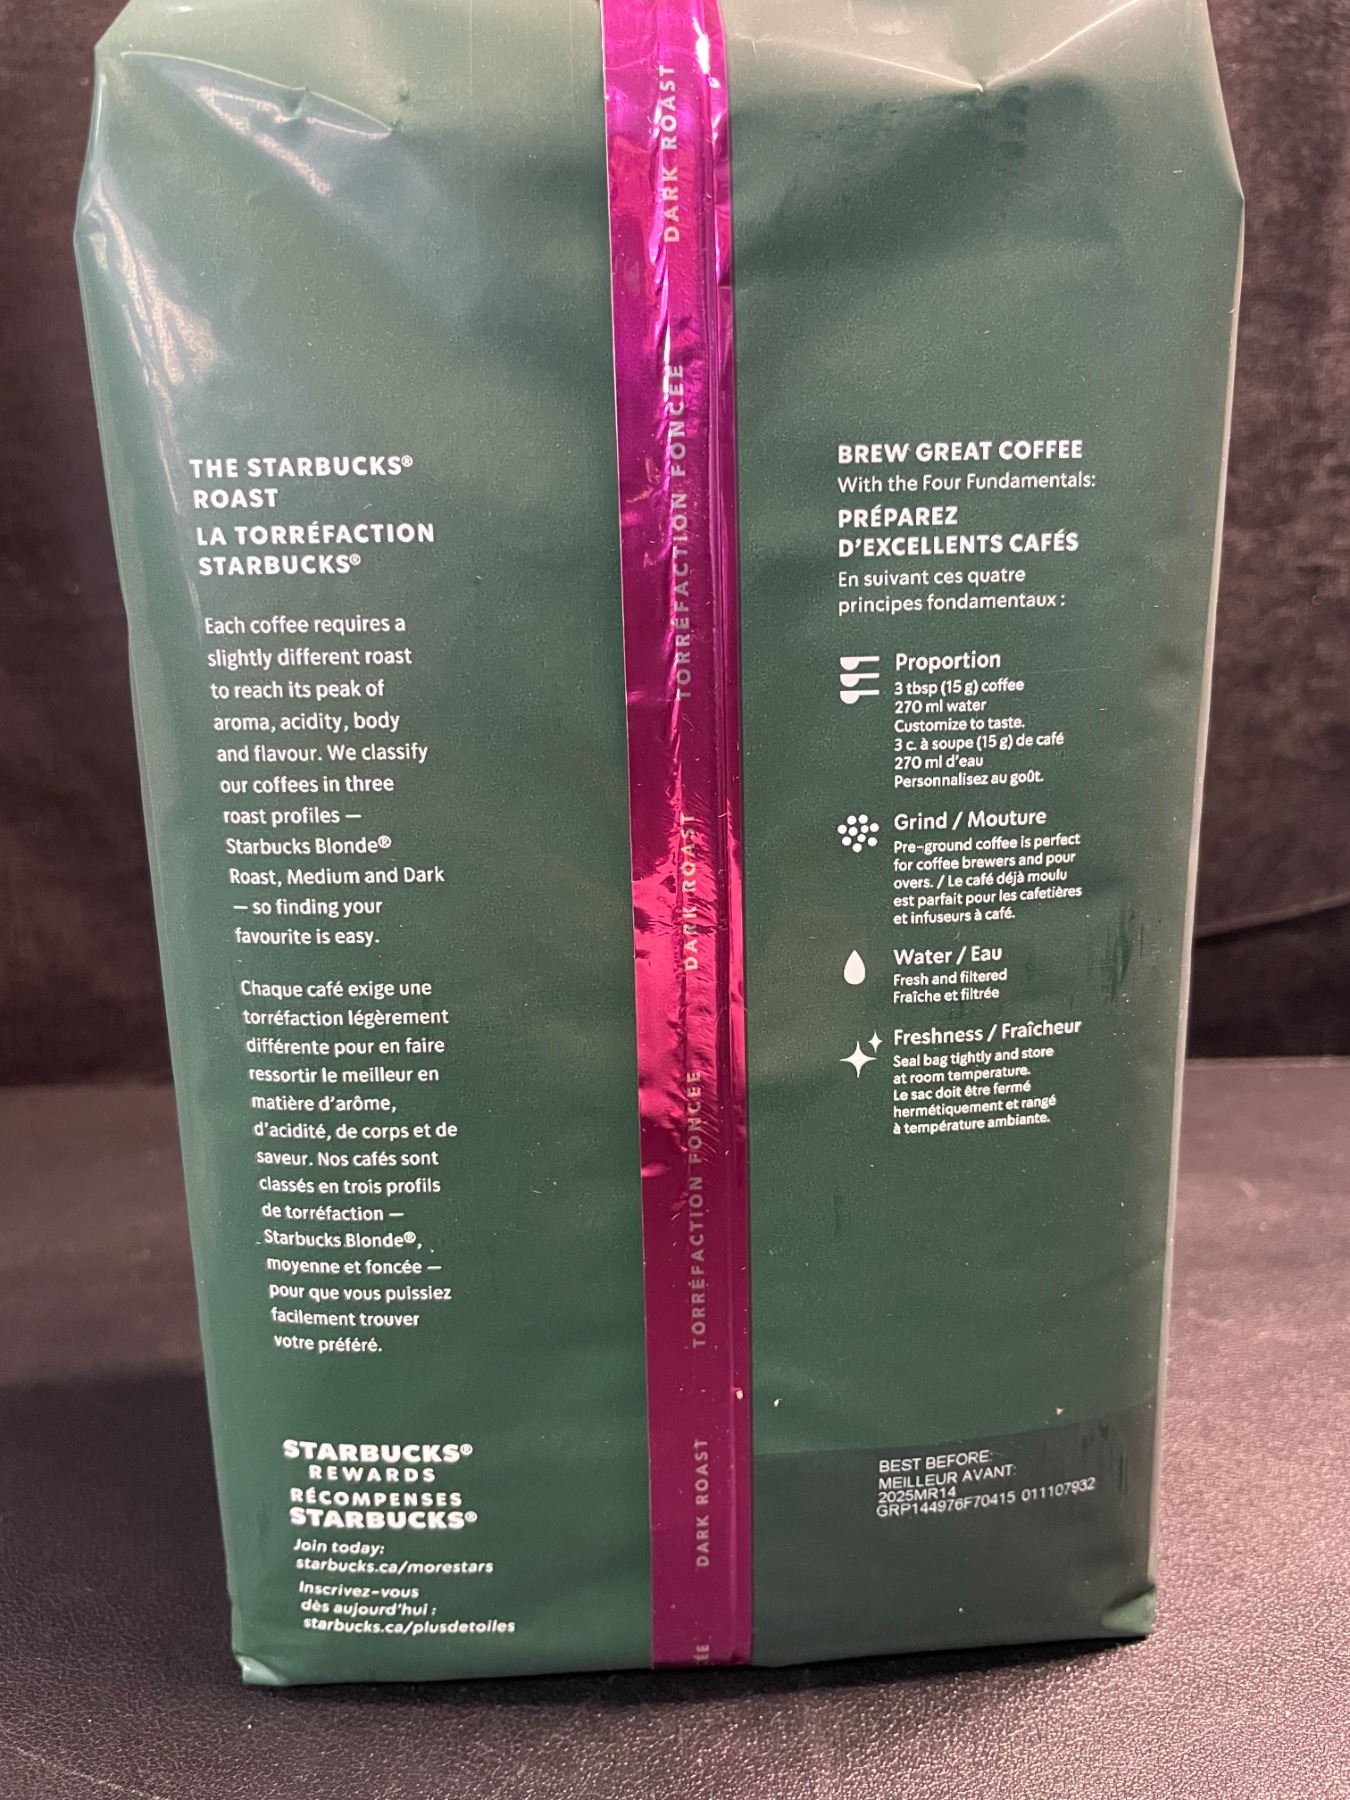 THE STARBUCKS®
ROAST
LA TORRÉFACTION
STARBUCKS®
Each coffee requires a
slightly different roast
to reach its peak of
aroma, acidity, body
and flavour. We classify
our coffees in three
roast profiles —
Starbucks Blonde®
Roast, Medium and Dark
— so finding your
favourite is easy.
Chaque café exige une
torréfaction légèrement
différente pour en faire
ressortir le meilleur en
matière d'arôme,
d'acidité, de corps et de
saveur. Nos cafés sont
classés en trois profils
de torréfaction —
Starbucks Blonde®,
moyenne et foncée —
pour que vous puissiez
facilement trouver
votre préféré.
STARBUCKS®
REWARDS
RÉCOMPENSES
STARBUCKS®
Join today:
starbucks.ca/morestars
Inscrivez-vous
dès aujourd'hui :
starbucks.ca/plusdetoiles
DARK ROAST
TORRÉFACTION FONCÉE
DARK ROAST
TORRÉFACTION FONCÉE
DARK ROAST
ÉE
BREW GREAT COFFEE
With the Four Fundamentals:
PRÉPAREZ
D'EXCELLENTS CAFÉS
En suivant ces quatre
principes fondamentaux :
Proportion
3 tbsp (15 g) coffee
270 ml water
Customize to taste.
3 c. à soupe (15 g) de café
270 ml d'eau
Personnalisez au goût.
Grind / Mouture
Pre-ground coffee is perfect
for coffee brewers and pour
overs. / Le café déjà moulu
est parfait pour les cafetières
et infuseurs à café.
Water / Eau
Fresh and filtered
Fraîche et filtrée
Freshness / Fraîcheur
Seal bag tightly and store
at room temperature.
Le sac doit être fermé
hermétiquement et rangé
à température ambiante.
BEST BEFORE:
MEILLEUR AVANT:
2025MR14
GRP144976F70415 011107932